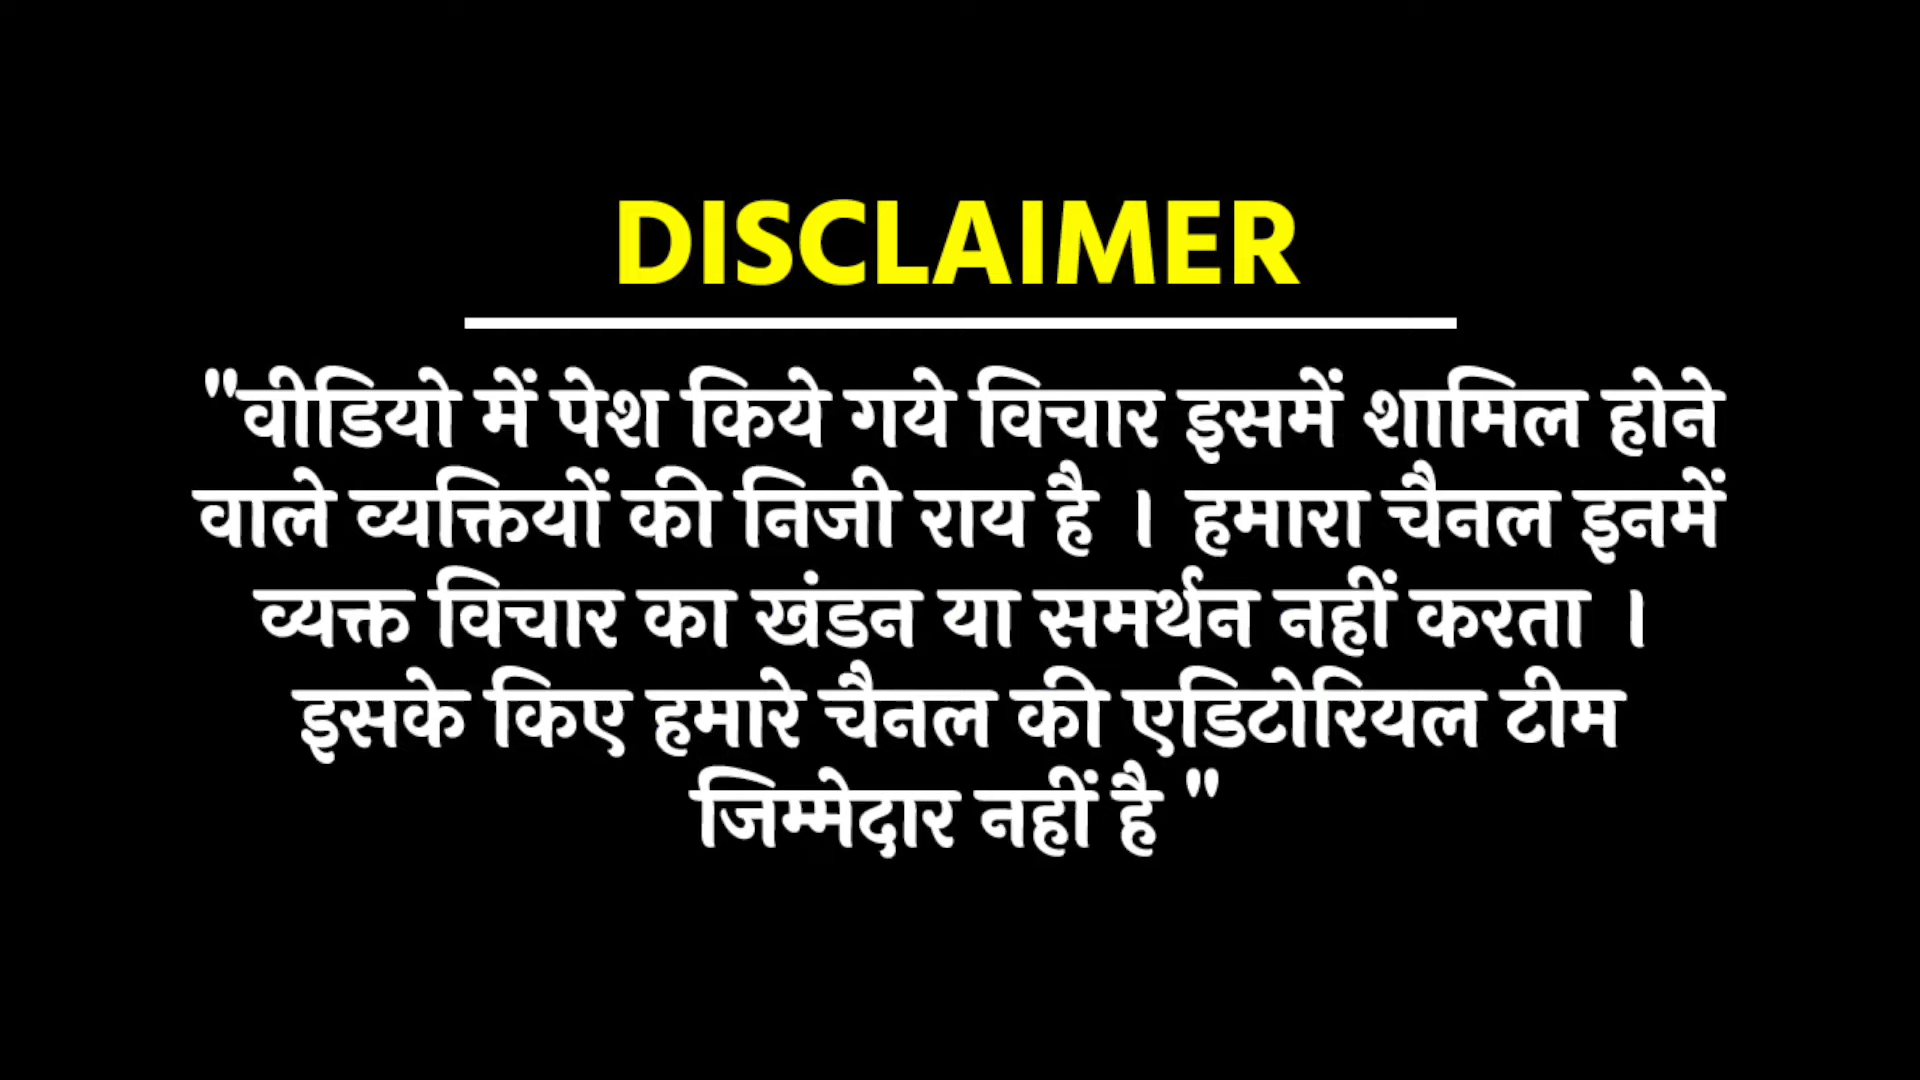 DISCLAIMER
"वीडियो में पेश किये गये विचार इसमें शामिल होने
वाले व्यक्तियों की निजी राय है । हमारा चैनल इनमें
व्यक्त विचार का खंडन या समर्थन नहीं करता ।
इसके किए हमारे चैनल की एडिटोरियल टीम
जिम्मेदार नहीं है "